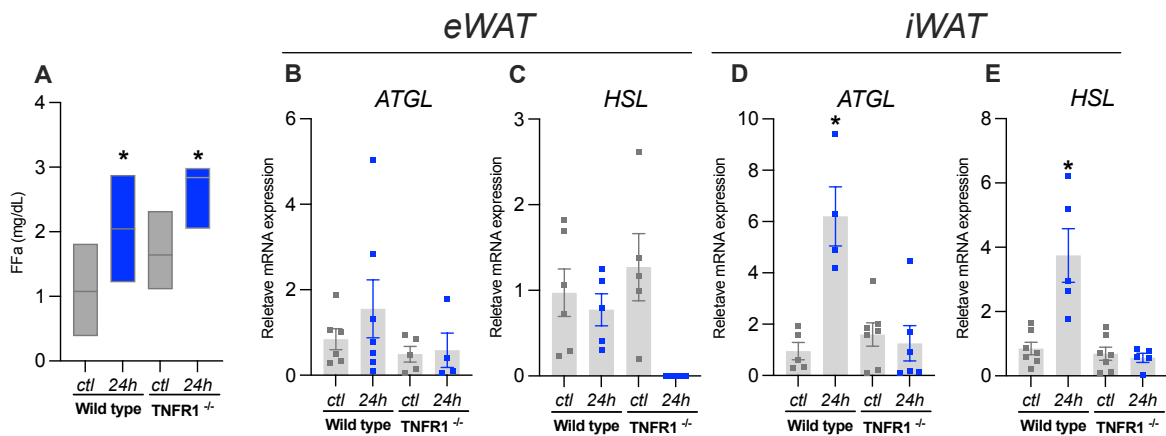 eWAT
iWAT
A
B
C
D
E
ATGL
HSL
ATGL
HSL
FFa (mg/dL)
4
3
2
1
0
*
*
ctl 24h ctl 24h
Wild type TNFR1 -/-
Reletave mRNA expression
6
4
2
0
ctl 24h ctl 24h
Wild type TNFR1 -/-
Reletave mRNA expression
3
2
1
0
ctl 24h ctl 24h
Wild type TNFR1 -/-
Reletave mRNA expression
10
8
6
4
2
0
*
ctl 24h ctl 24h
Wild type TNFR1 -/-
Reletave mRNA expression
8
6
4
2
0
*
ctl 24h ctl 24h
Wild type TNFR1 -/-